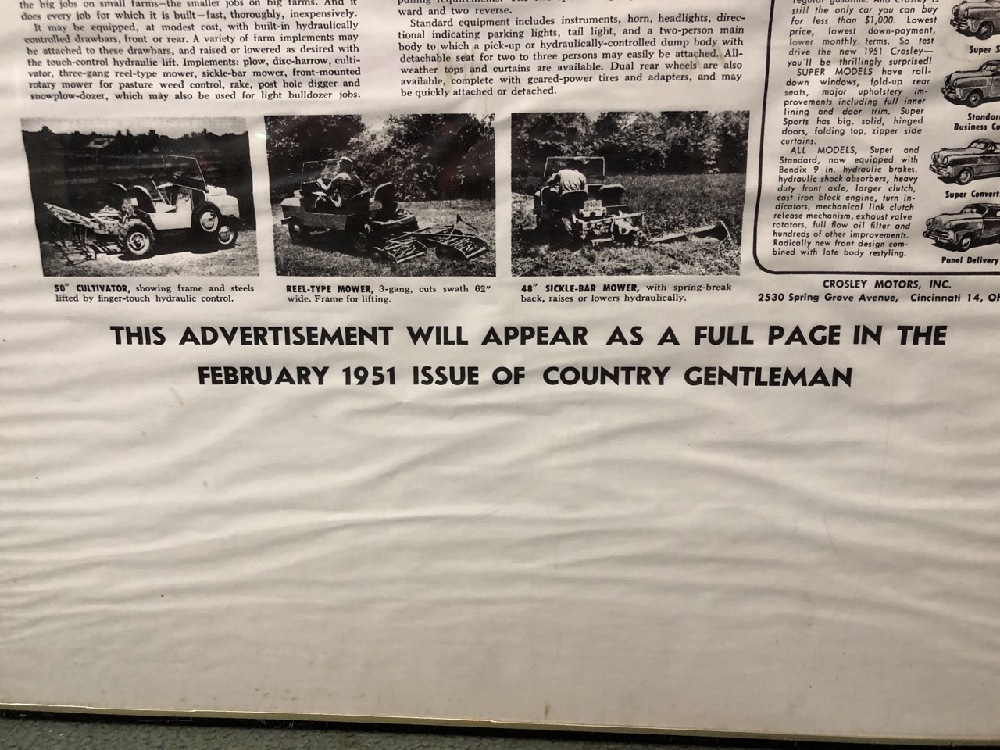 the big jobs on small farms—the smaller jobs on big farms. And it
does every job for which it is built—fast, thoroughly, inexpensively.
It may be equipped, at modest cost, with built-in hydraulically
controlled drawbars, front or rear. A variety of farm implements may
be attached to these drawbars, and raised or lowered as desired with
the touch-control hydraulic lift. Implements: plow, disc-harrow, culti-
vator, three-gang reel-type mower, sickle-bar mower, front-mounted
rotary mower for pasture weed control, rake, post hole digger and
snowplow-dozer, which may also be used for light bulldozer jobs.
ward and two reverse.
Standard equipment includes instruments, horn, headlights, direc-
tional indicating parking lights, tail light, and a two-person main
body to which a pick-up or hydraulically-controlled dump body with
detachable seat for two to three persons may easily be attached. All-
weather tops and curtains are available. Dual rear wheels are also
available, complete with geared-power tires and adapters, and may
be quickly attached or detached.
regular gasoline. And Crosley is
still the only car you can buy
for less than $1,000. Lowest
price, lowest down-payment,
lower monthly terms. So test
drive the new 1951 Crosley—
you'll be thrillingly surprised!
SUPER MODELS have roll-
down windows, fold-up rear
seats, major upholstery im-
provements including full inner
lining and door trim. Super
Sports has big, solid, hinged
doors, folding top, zipper side
curtains.
ALL MODELS, Super and
Standard, now equipped with
Bendix 9 in. hydraulic brakes,
hydraulic shock absorbers, heavy
duty front axle, larger clutch,
cast iron block engine, turn in-
dicators, mechanical link clutch
release mechanism, exhaust valve
rotators, full flow oil filter and
hundreds of other improvements.
Radically new front design com-
bined with late body restyling.
Super S
Standard
Business Co
Super Convert
Panel Delivery
50" CULTIVATOR, showing frame and steels
lifted by finger-touch hydraulic control.
REEL-TYPE MOWER, 3-gang, cuts swath 62"
wide. Frame for lifting.
48" SICKLE-BAR MOWER, with spring-break
back, raises or lowers hydraulically.
CROSLEY MOTORS, INC.
2530 Spring Grove Avenue, Cincinnati 14, OH
THIS ADVERTISEMENT WILL APPEAR AS A FULL PAGE IN THE
FEBRUARY 1951 ISSUE OF COUNTRY GENTLEMAN